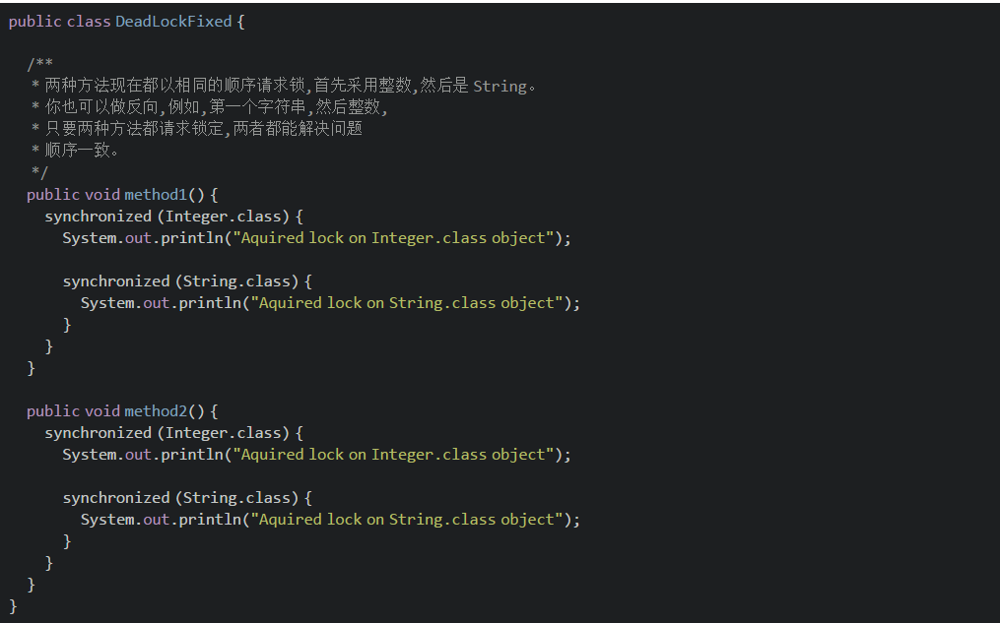 public class DeadLockFixed {
/**
* 两种方法现在都以相同的顺序请求锁,首先采用整数,然后是 String。
* 你也可以做反向,例如,第一个字符串,然后整数,
* 只要两种方法都请求锁定,两者都能解决问题
* 顺序一致。
*/
public void method1() {
synchronized (Integer.class) {
System.out.println("Aquired lock on Integer.class object");
synchronized (String.class) {
System.out.println("Aquired lock on String.class object");
}
}
}
public void method2() {
synchronized (Integer.class) {
System.out.println("Aquired lock on Integer.class object");
synchronized (String.class) {
System.out.println("Aquired lock on String.class object");
}
}
}
}